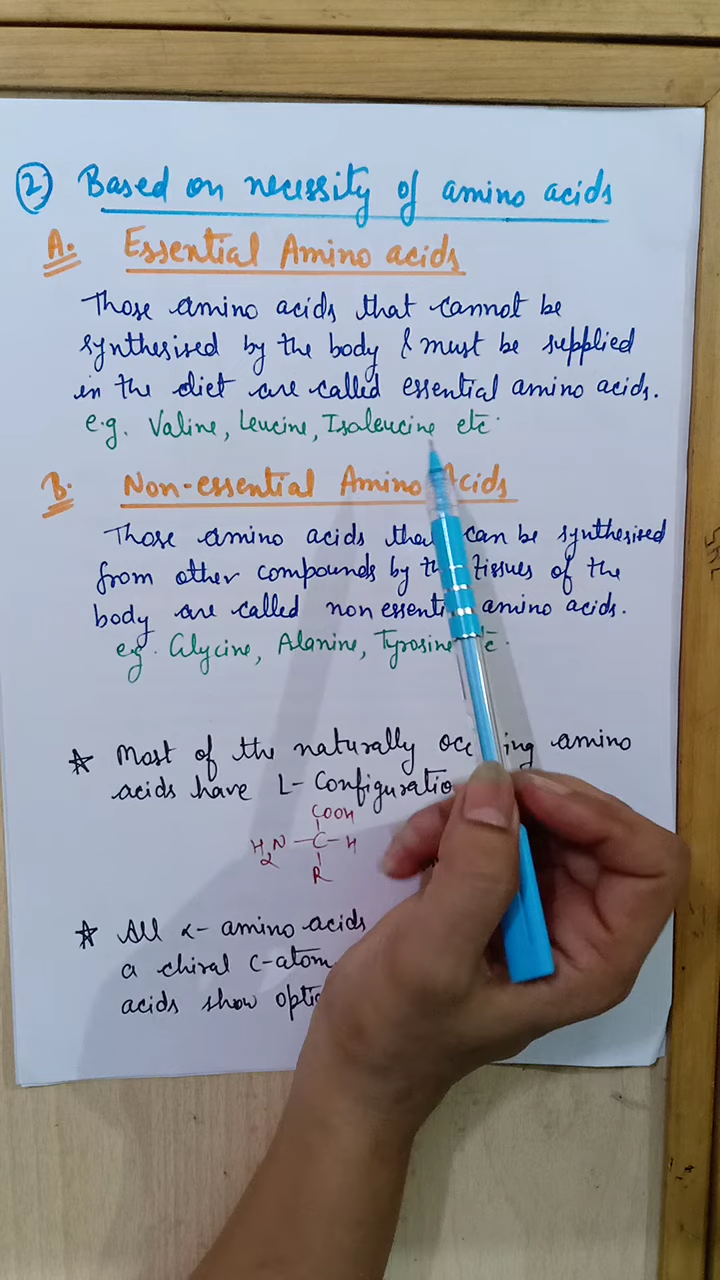 ② Based on necessity of amino acids
A. Essential Amino acids
Those amino acids that cannot be
synthesised by the body & must be supplied
in the diet are called essential amino acids.
e.g. Valine, Leucine, Isoleucine etc.
B. Non-essential Amino Acids
Those amino acids that can be synthesised
from other compounds by the tissues of the
body are called non essenti amino acids.
eg. Glycine, Alanine, Tyrosine
☆ Most of the naturally occ ing amino
acids have L-Configuratio
COOH
H2N-C-H
R
☆ All α- amino acids
a chiral C-atom
acids show opti